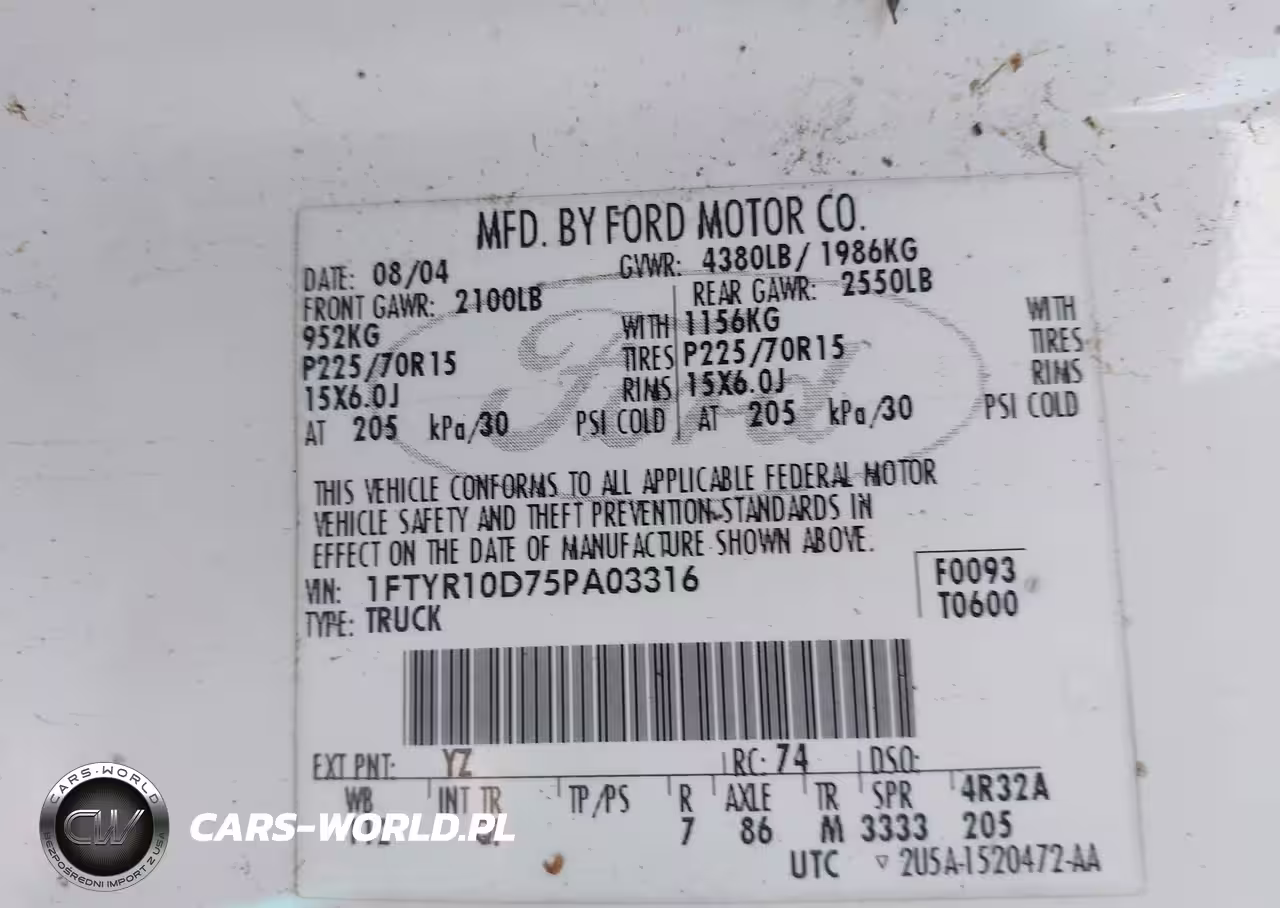 MFD. BY FORD MOTOR CO.
DATE: 08/04 GVWR: 4380LB/ 1986KG
FRONT GAWR: 2100LB REAR GAWR: 2550LB
952KG WITH 1156KG WITH
P225/70R15 TIRES P225/70R15 TIRES
15X6.0J RIMS 15X6.0J RIMS
AT 205 kPa/30 PSI COLD AT 205 kPa/30 PSI COLD
Ford
THIS VEHICLE CONFORMS TO ALL APPLICABLE FEDERAL MOTOR
VEHICLE SAFETY AND THEFT PREVENTION STANDARDS IN
EFFECT ON THE DATE OF MANUFACTURE SHOWN ABOVE.
VIN: 1FTYR10D75PA03316 F0093
TYPE: TRUCK T0600
EXT PNT: YZ RC: 74 DSO:
WB INT TR TP/PS R AXLE TR SPR 4R32A
7 86 M 3333 205
UTC ▽ 2U5A-1520472-AA
CARS-WORLD
CW
BEZPOŚREDNI IMPORT Z USA
CARS-WORLD.PL